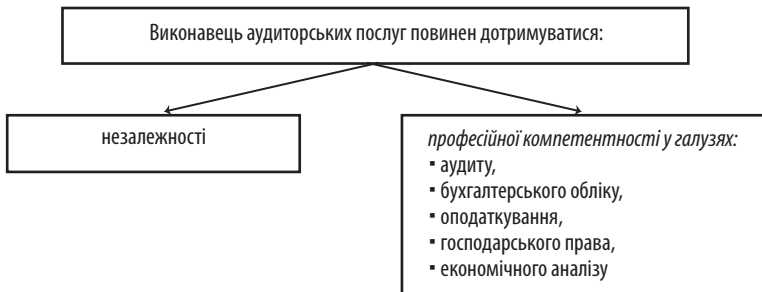 Виконавець аудиторських послуг повинен дотримуватися:
незалежності
професійної компетентності у галузях:
▪ аудиту,
▪ бухгалтерського обліку,
▪ оподаткування,
▪ господарського права,
▪ економічного аналізу